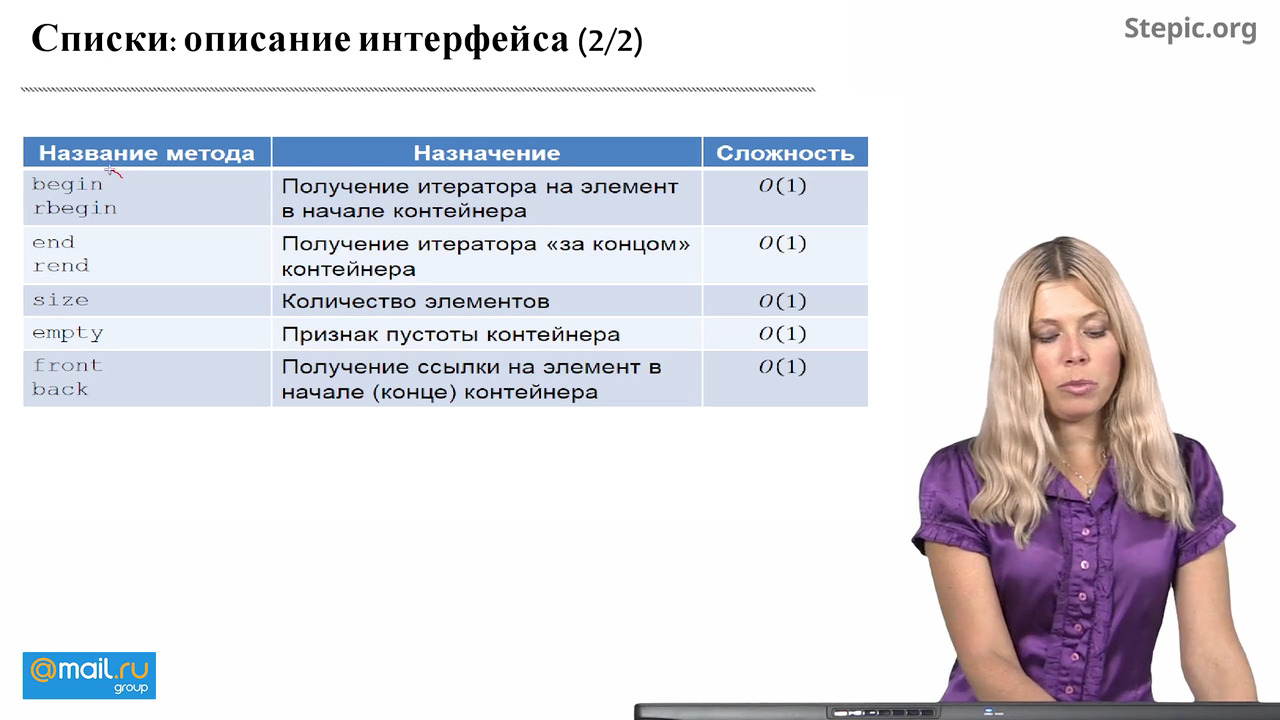 Списки: описание интерфейса (2/2)
Stepic.org
Название метода
Назначение
Сложность
begin
rbegin
Получение итератора на элемент
в начале контейнера
O(1)
end
rend
Получение итератора «за концом»
контейнера
O(1)
size
Количество элементов
O(1)
empty
Признак пустоты контейнера
O(1)
front
back
Получение ссылки на элемент в
начале (конце) контейнера
O(1)
@mail.ru
group